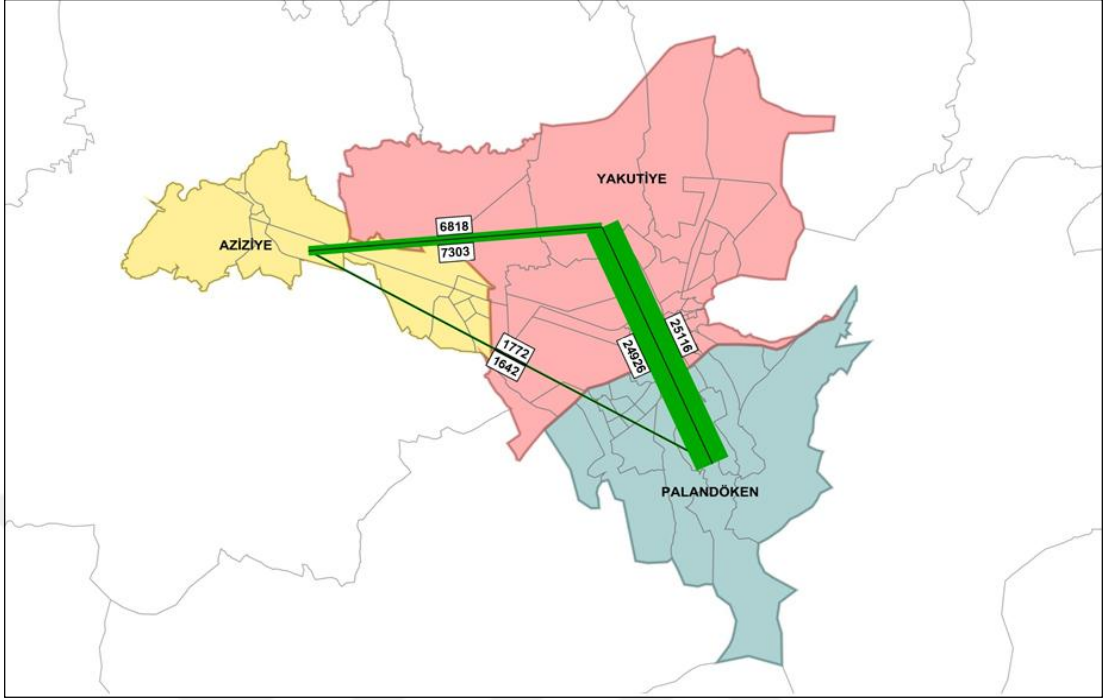 YAKUTİYE
6818
AZİZİYE
7303
25116
24926
1772
1642
PALANDÖKEN